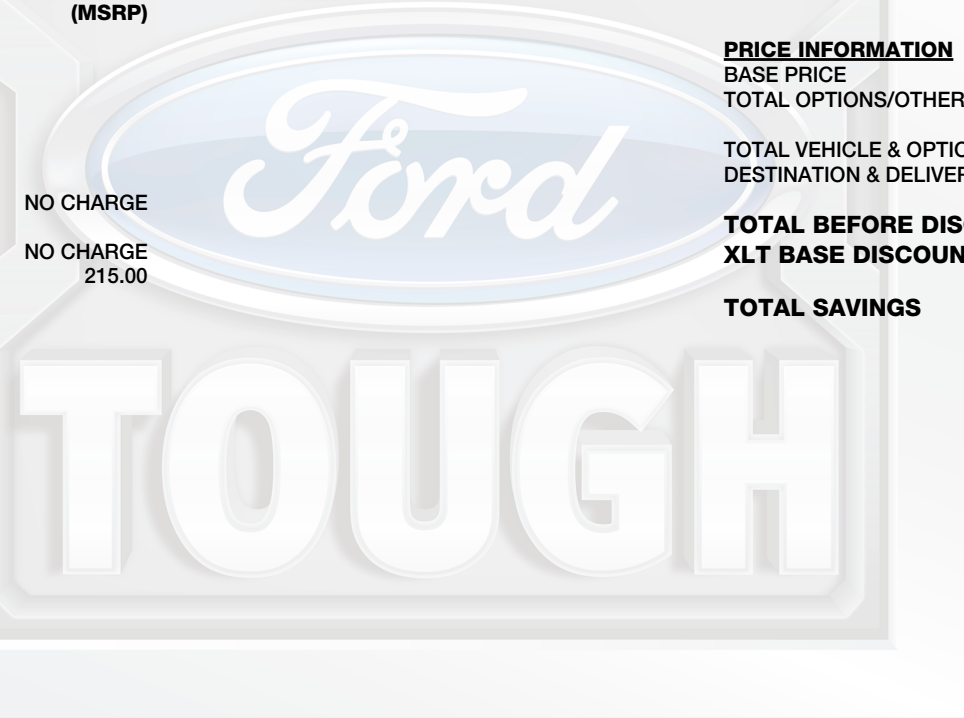 (MSRP)
NO CHARGE
NO CHARGE
215.00
PRICE INFORMATION
BASE PRICE
TOTAL OPTIONS/OTHER
TOTAL VEHICLE & OPTIO
DESTINATION & DELIVER
TOTAL BEFORE DIS
XLT BASE DISCOUN
TOTAL SAVINGS
Ford
TOUGH